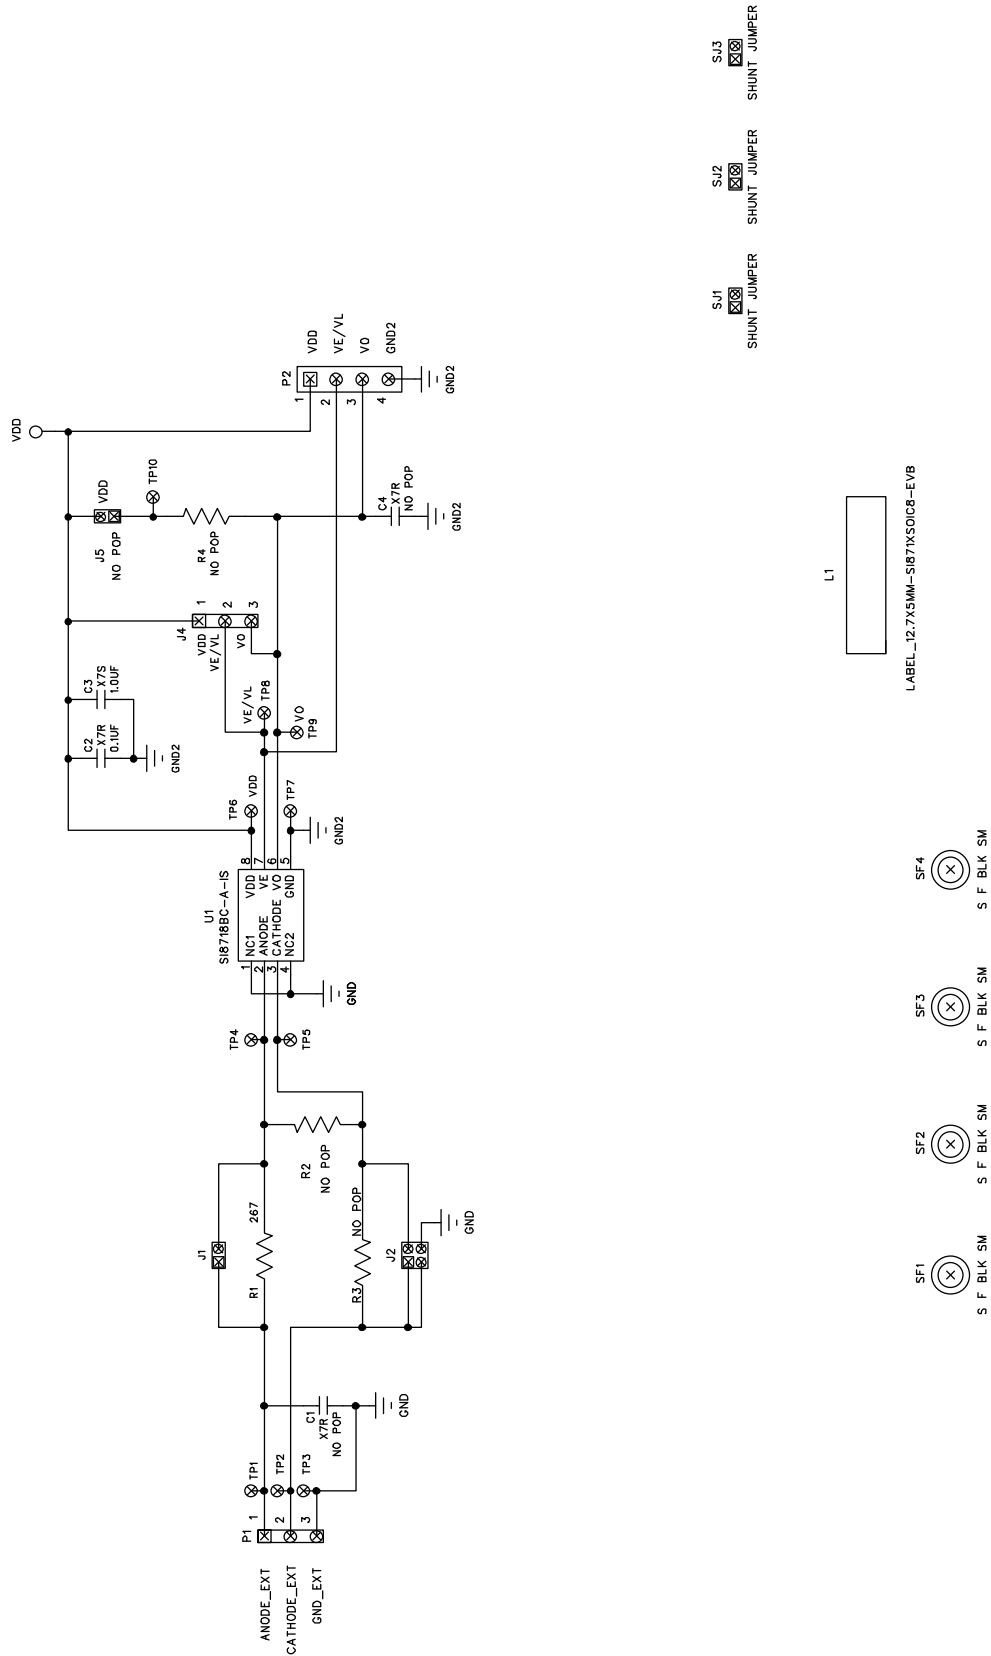 VDD
J5
NO POP
VDD
TP10
R4
NO POP
C2
X7R
0.1UF
C3
X7S
1.0UF
GND2
J4
1
2
3
VDD
VE/VL
VO
VE/VL
TP8
VO
TP9
C4
X7R
NO POP
GND2
P2
1
2
3
4
VDD
VE/VL
VO
GND2
GND2
U1
SI8718BC-A-IS
1
2
3
4
NC1
ANODE
CATHODE
NC2
VDD
VE
VO
GND
8
7
6
5
TP6
VDD
TP7
GND2
GND
TP4
TP5
R2
NO POP
J1
R1
267
R3
NO POP
J2
GND
C1
X7R
NO POP
GND
TP1
TP2
TP3
P1
1
2
3
ANODE_EXT
CATHODE_EXT
GND_EXT
SJ1
SHUNT JUMPER
SJ2
SHUNT JUMPER
SJ3
SHUNT JUMPER
L1
LABEL_12.7X5MM-SI871XSOIC8-EVB
SF1
S F BLK SM
SF2
S F BLK SM
SF3
S F BLK SM
SF4
S F BLK SM